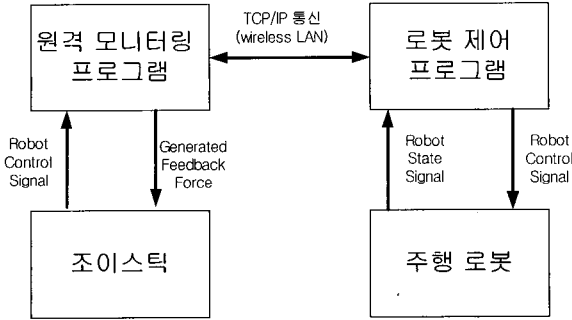 TCP/IP 통신
(wireless LAN)
원격 모니터링
프로그램
로봇 제어
프로그램
Robot
Control
Signal
Generated
Feedback
Force
Robot
State
Signal
Robot
Control
Signal
조이스틱
주행 로봇